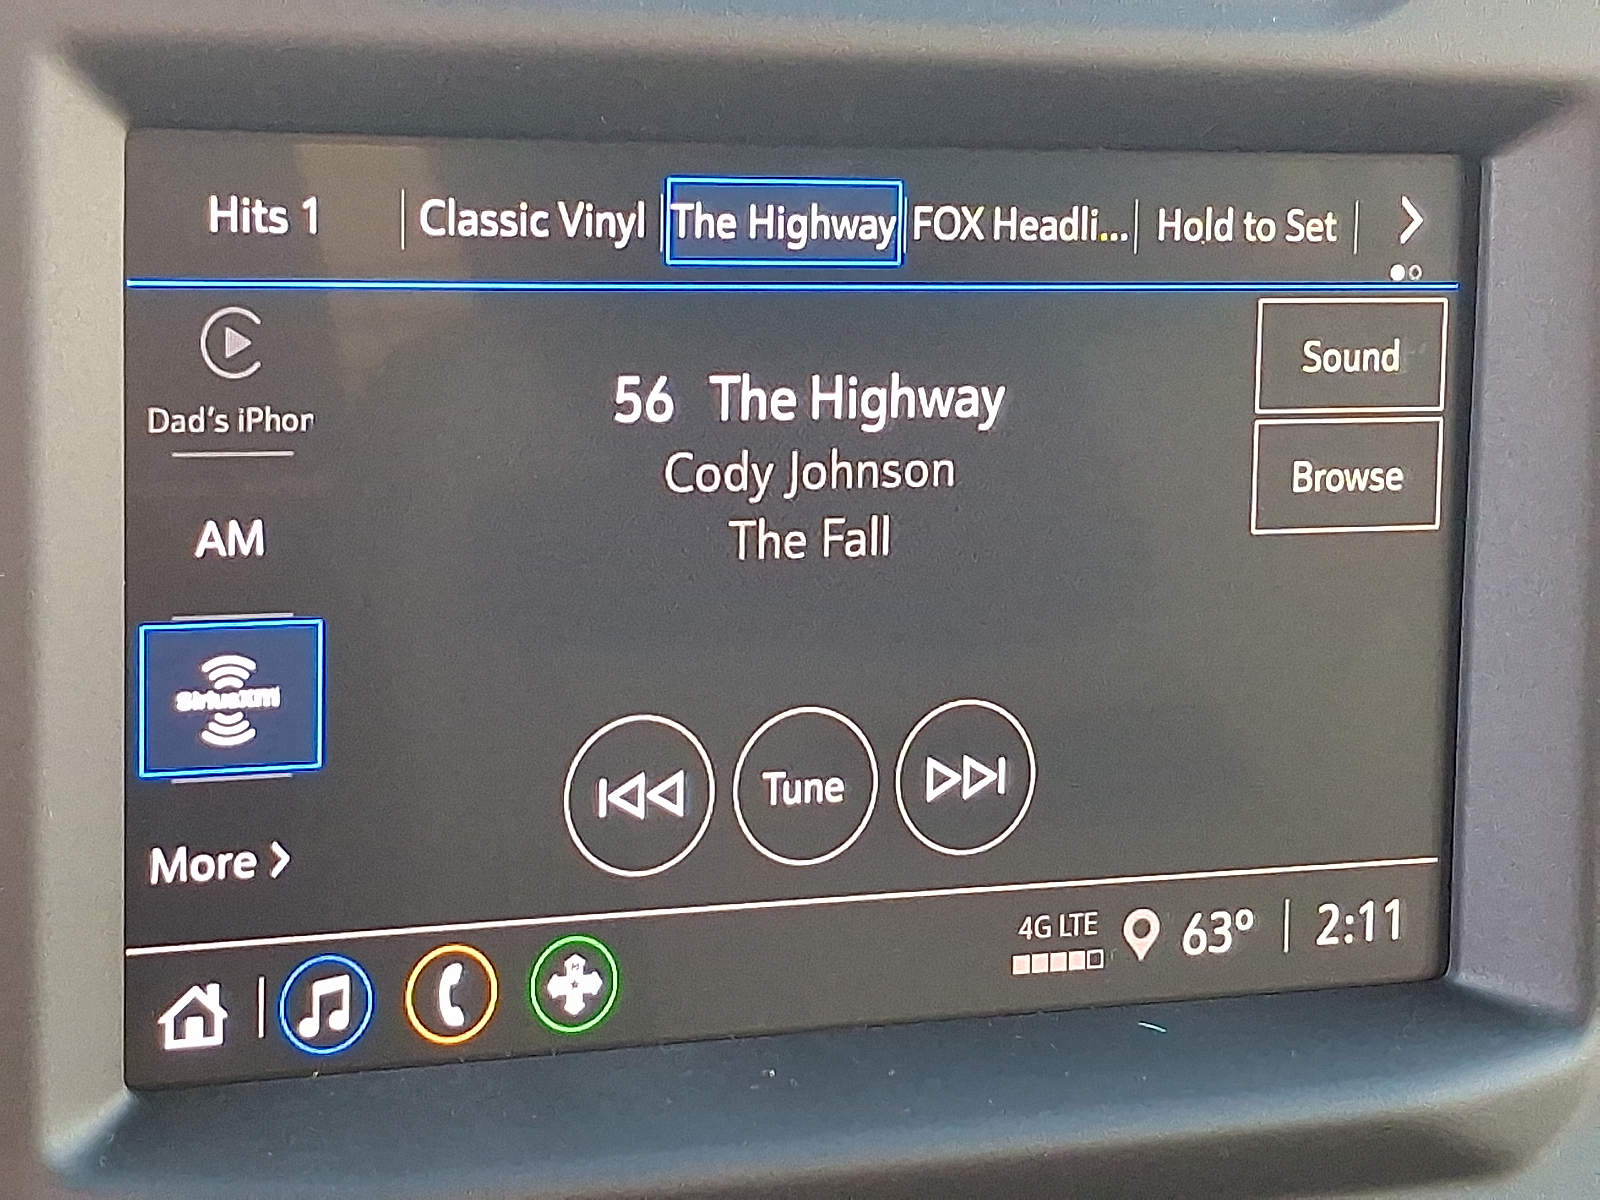 Hits 1
Classic Vinyl
The Highway
FOX Headli...
Hold to Set
Dad's iPhon
Sound
56 The Highway
Cody Johnson
The Fall
Browse
AM
SiriusXM
Tune
More
4G LTE
63°
2:11